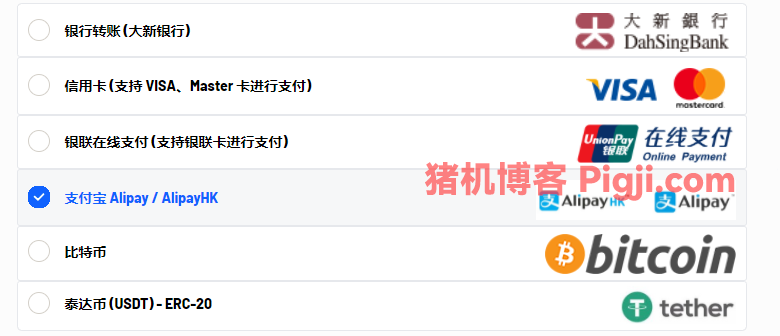 银行转账 (大新银行)
大新銀行
DahSingBank
信用卡 (支持 VISA、Master 卡进行支付)
VISA
mastercard
银联在线支付 (支持银联卡进行支付)
UnionPay
银联
在线支付
Online Payment
猪机博客 Pigji.com
支付宝 Alipay / AlipayHK
支 Alipay HK
支 Alipay
比特币
bitcoin
泰达币 (USDT) - ERC-20
tether